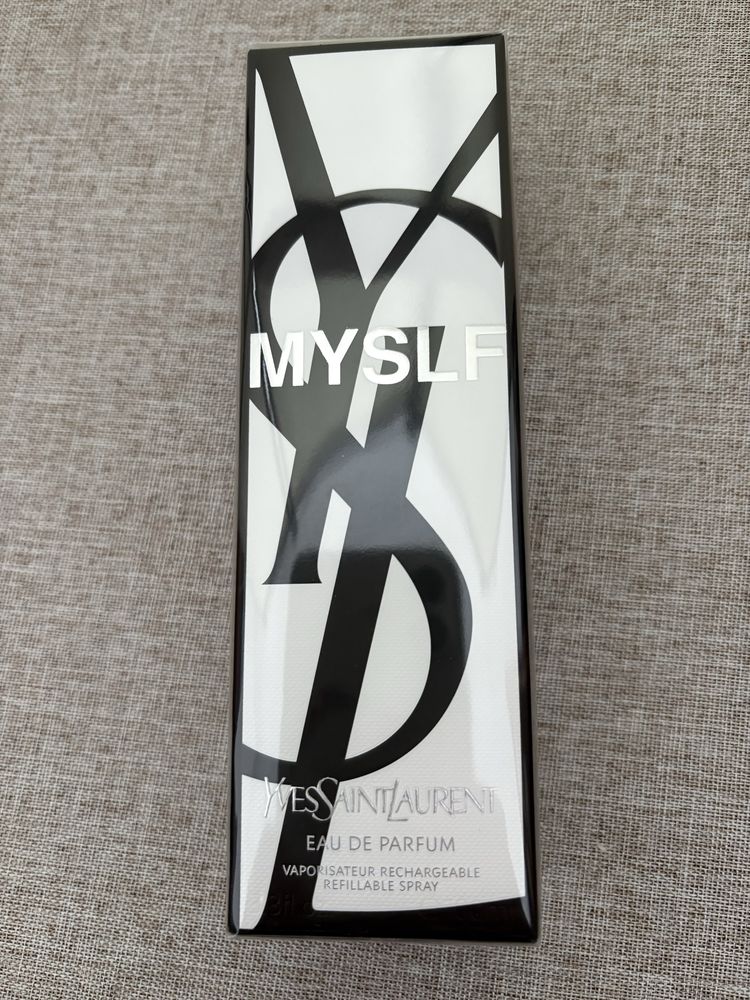 MYSLF
YVESSAINTLAURENT
EAU DE PARFUM
VAPORISATEUR RECHARGEABLE
REFILLABLE SPRAY